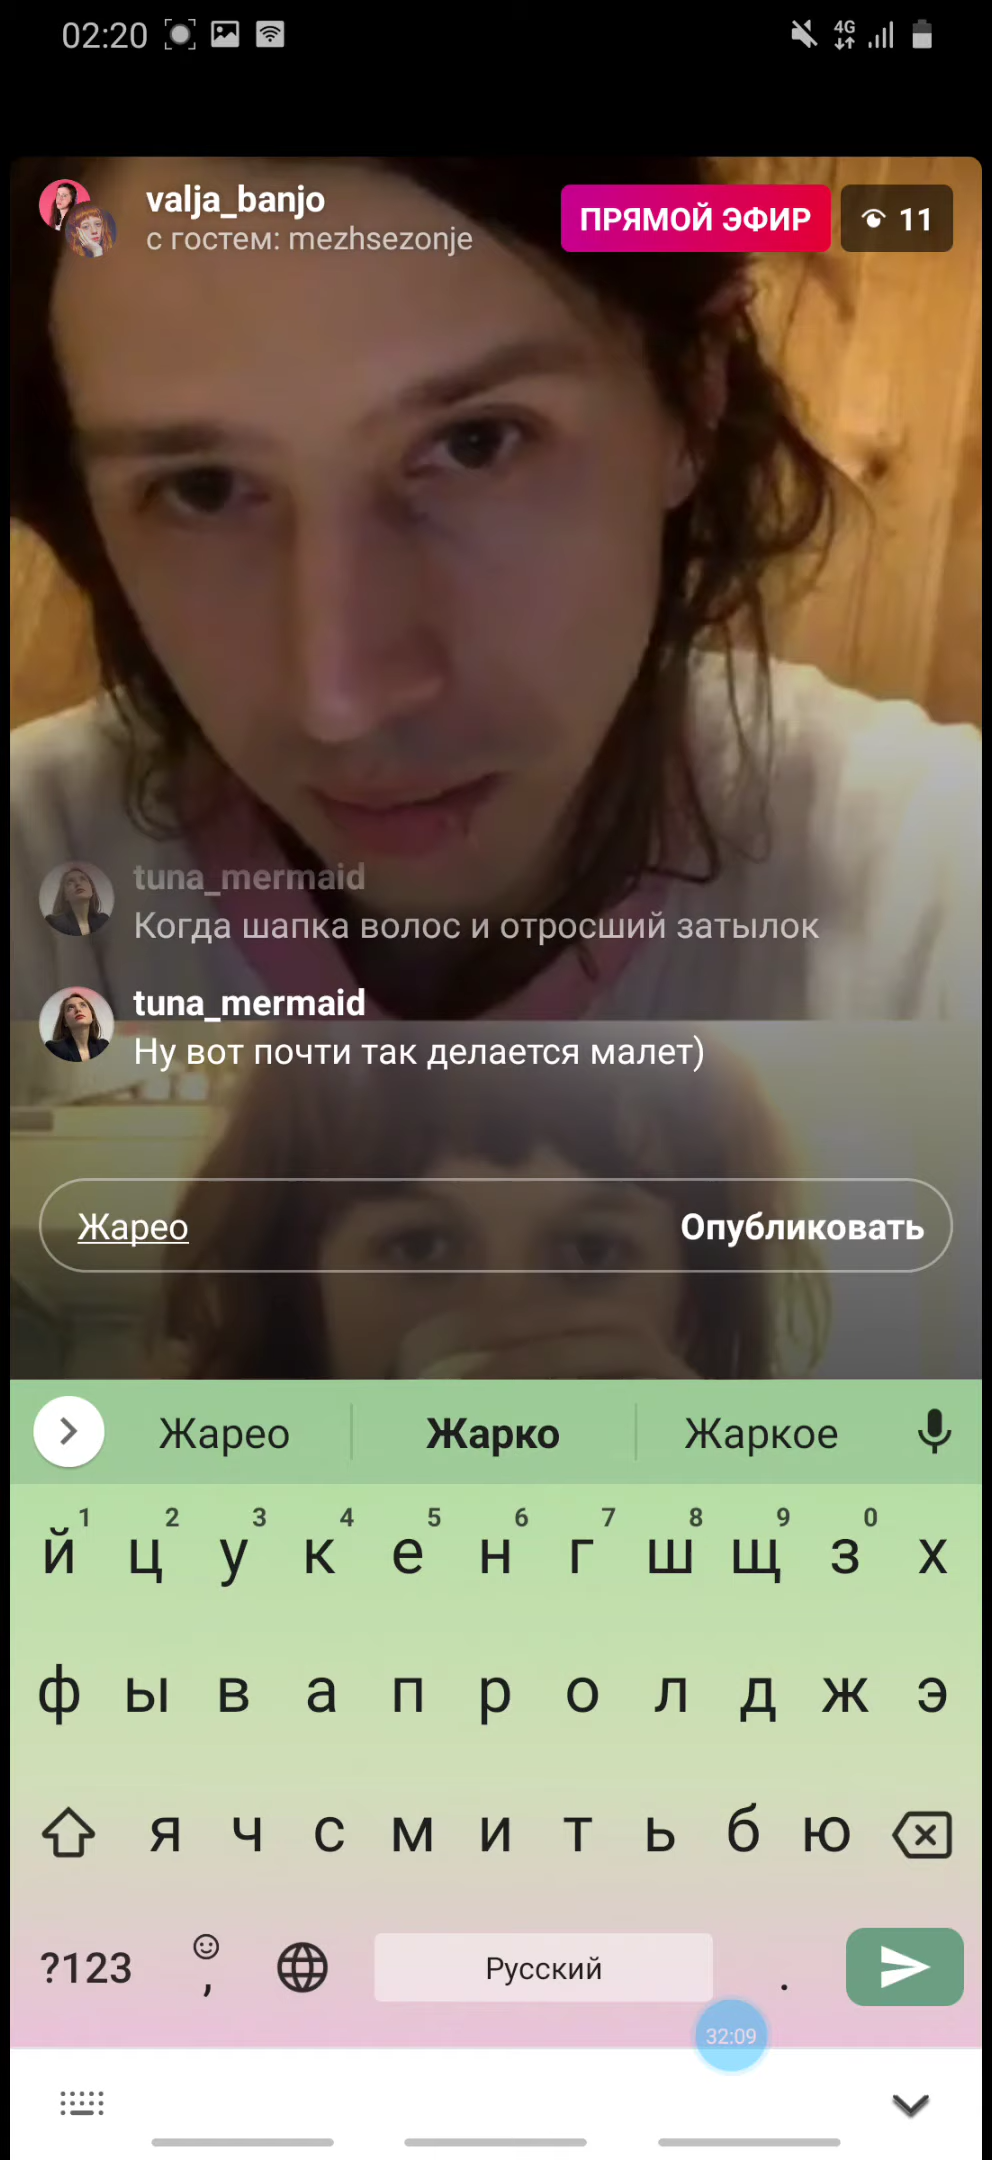 02:20
4G
valja_banjo
с гостем: mezhsezonje
ПРЯМОЙ ЭФИР
11
tuna_mermaid
Когда шапка волос и отросший затылок
tuna_mermaid
Ну вот почти так делается малет)
Жарео
Опубликовать
Жарео Жарко Жаркое
1 2 3 4 5 6 7 8 9 0
й ц у к е н г ш щ з х
ф ы в а п р о л д ж э
я ч с м и т ь б ю
?123 , Русский .
32:09